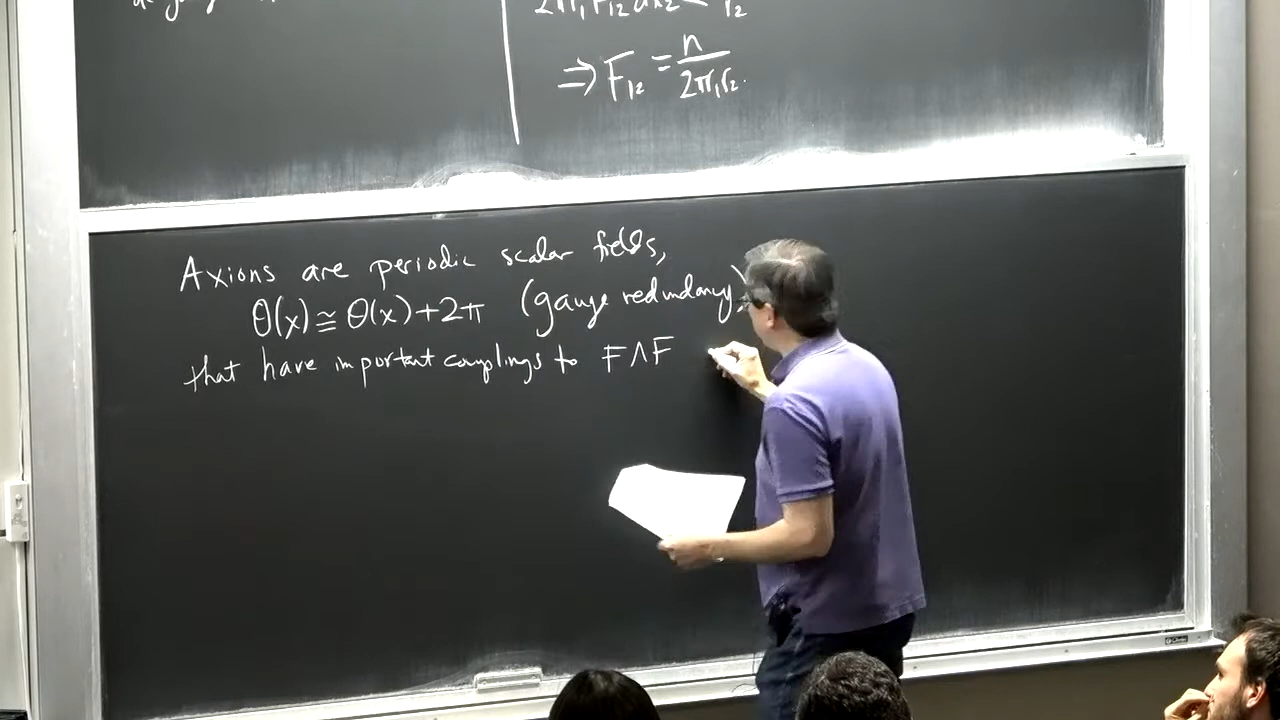 ⇒ F₁₂ = n / 2πr₁r₂.
Axions are periodic scalar fields,
θ(x) ≅ θ(x) + 2π (gauge redundancy)
that have important couplings to F∧F